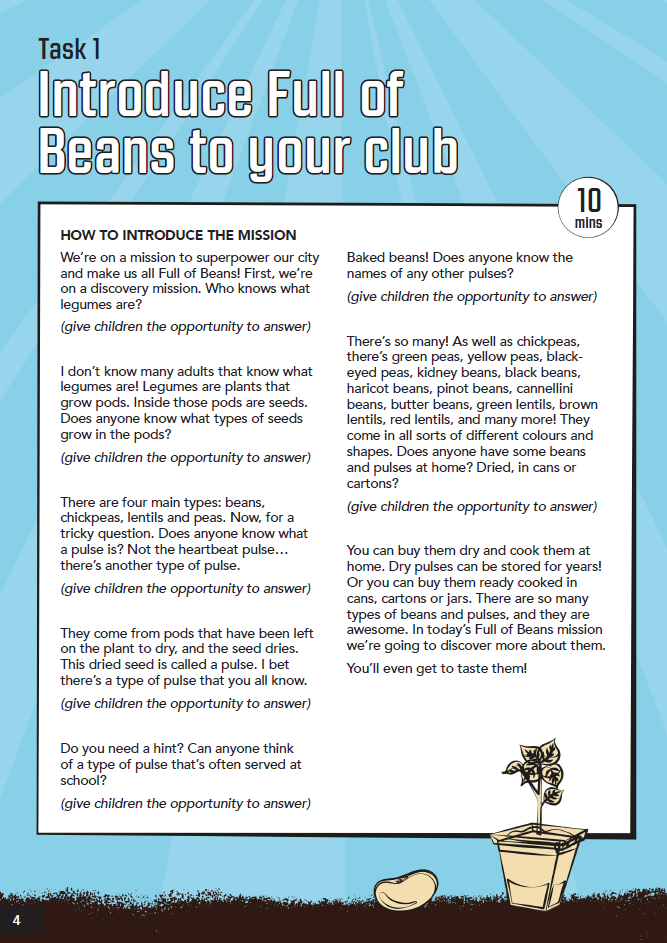 Task 1
Introduce Full of
Beans to your club
10
mins
HOW TO INTRODUCE THE MISSION
We’re on a mission to superpower our city
and make us all Full of Beans! First, we’re
on a discovery mission. Who knows what
legumes are?
(give children the opportunity to answer)
I don’t know many adults that know what
legumes are! Legumes are plants that
grow pods. Inside those pods are seeds.
Does anyone know what types of seeds
grow in the pods?
(give children the opportunity to answer)
There are four main types: beans,
chickpeas, lentils and peas. Now, for a
tricky question. Does anyone know what
a pulse is? Not the heartbeat pulse…
there’s another type of pulse.
(give children the opportunity to answer)
They come from pods that have been left
on the plant to dry, and the seed dries.
This dried seed is called a pulse. I bet
there’s a type of pulse that you all know.
(give children the opportunity to answer)
Do you need a hint? Can anyone think
of a type of pulse that’s often served at
school?
(give children the opportunity to answer)
Baked beans! Does anyone know the
names of any other pulses?
(give children the opportunity to answer)
There’s so many! As well as chickpeas,
there’s green peas, yellow peas, black-
eyed peas, kidney beans, black beans,
haricot beans, pinot beans, cannellini
beans, butter beans, green lentils, brown
lentils, red lentils, and many more! They
come in all sorts of different colours and
shapes. Does anyone have some beans
and pulses at home? Dried, in cans or
cartons?
(give children the opportunity to answer)
You can buy them dry and cook them at
home. Dry pulses can be stored for years!
Or you can buy them ready cooked in
cans, cartons or jars. There are so many
types of beans and pulses, and they are
awesome. In today’s Full of Beans mission
we’re going to discover more about them.
You’ll even get to taste them!
4